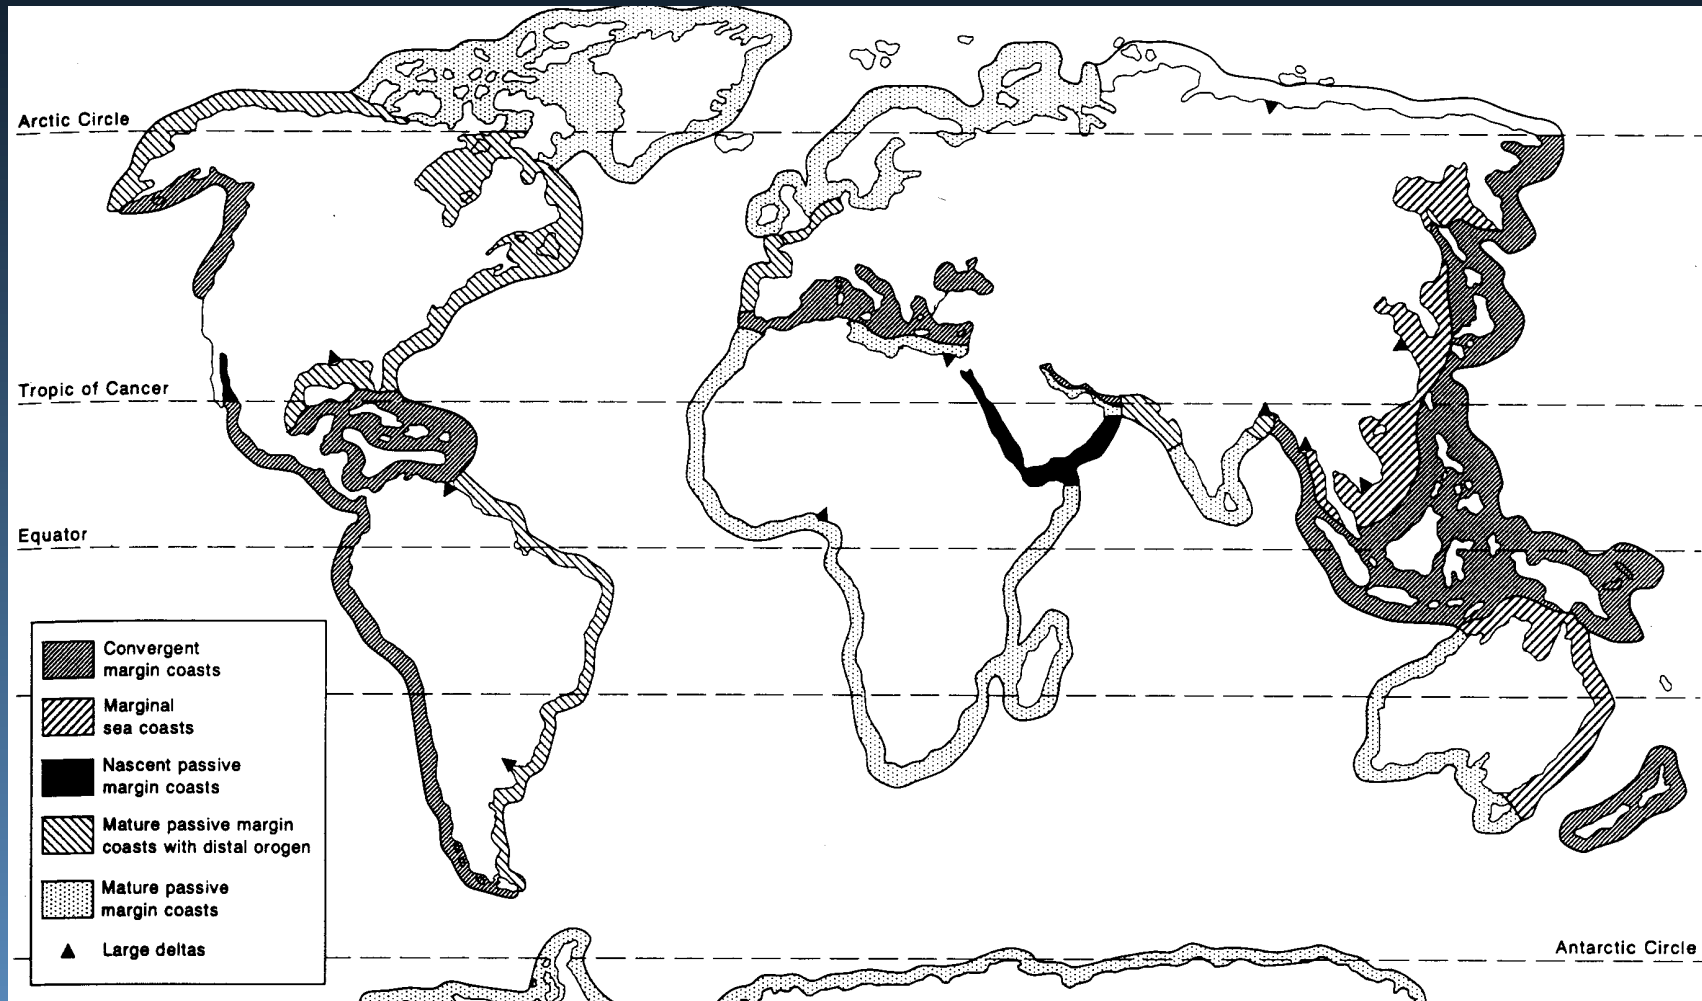 Arctic Circle
Tropic of Cancer
Equator
Convergent
margin coasts
Marginal
sea coasts
Nascent passive
margin coasts
Mature passive margin
coasts with distal orogen
Mature passive
margin coasts
Large deltas
Antarctic Circle